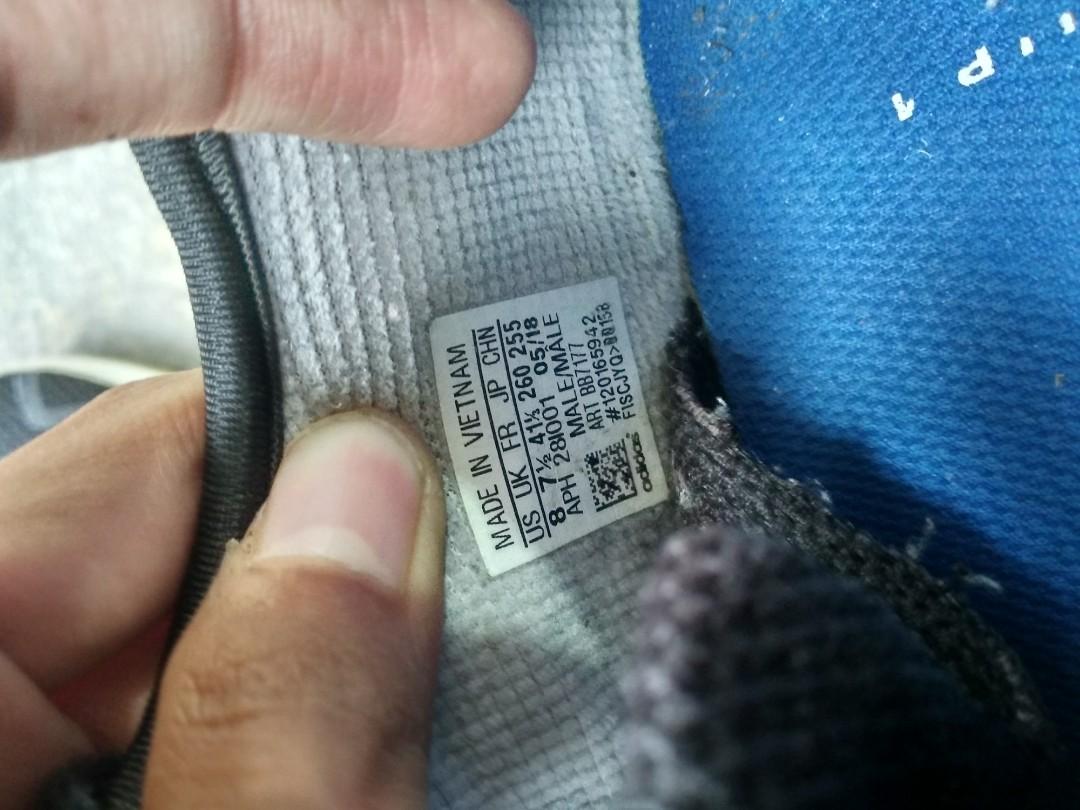 MADE IN VIETNAM
US UK FR JP CHN
8 7½ 41⅓ 260 255
APH 28I001 05/18
MALE/MÂLE
ART BB7177
#120165942
FISCJYQ>00158
adidas